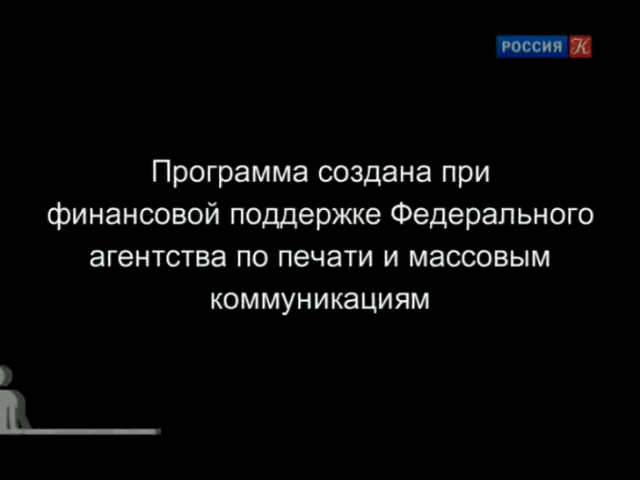 РОССИЯ К
Программа создана при
финансовой поддержке Федерального
агентства по печати и массовым
коммуникациям